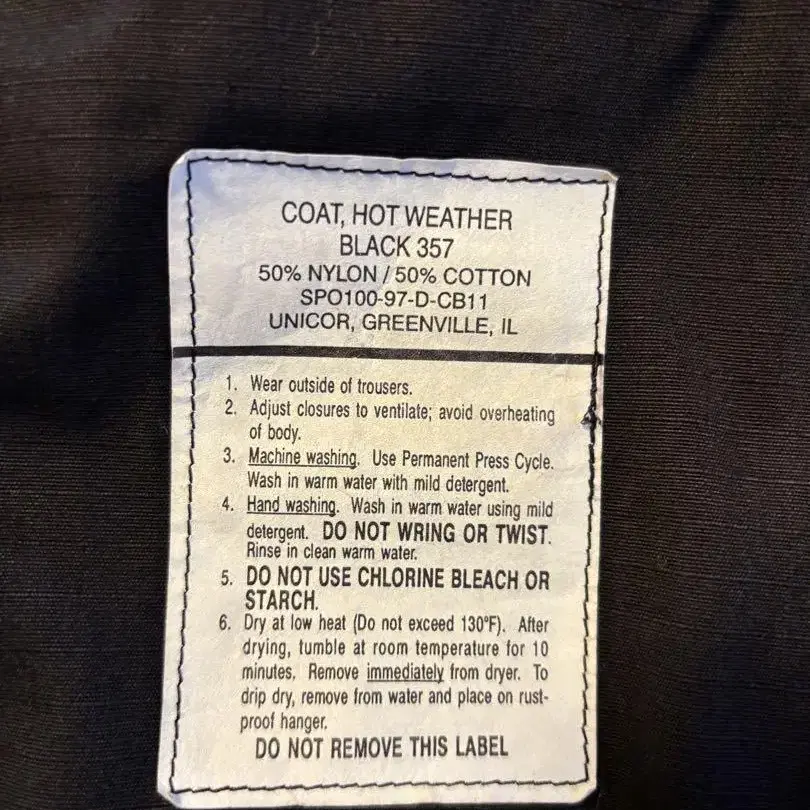 COAT, HOT WEATHER
BLACK 357
50% NYLON / 50% COTTON
SPO100-97-D-CB11
UNICOR, GREENVILLE, IL
1. Wear outside of trousers.
2. Adjust closures to ventilate; avoid overheating
of body.
3. Machine washing. Use Permanent Press Cycle.
Wash in warm water with mild detergent.
4. Hand washing. Wash in warm water using mild
detergent. DO NOT WRING OR TWIST.
Rinse in clean warm water.
5. DO NOT USE CHLORINE BLEACH OR
STARCH.
6. Dry at low heat (Do not exceed 130°F). After
drying, tumble at room temperature for 10
minutes. Remove immediately from dryer. To
drip dry, remove from water and place on rust-
proof hanger.
DO NOT REMOVE THIS LABEL